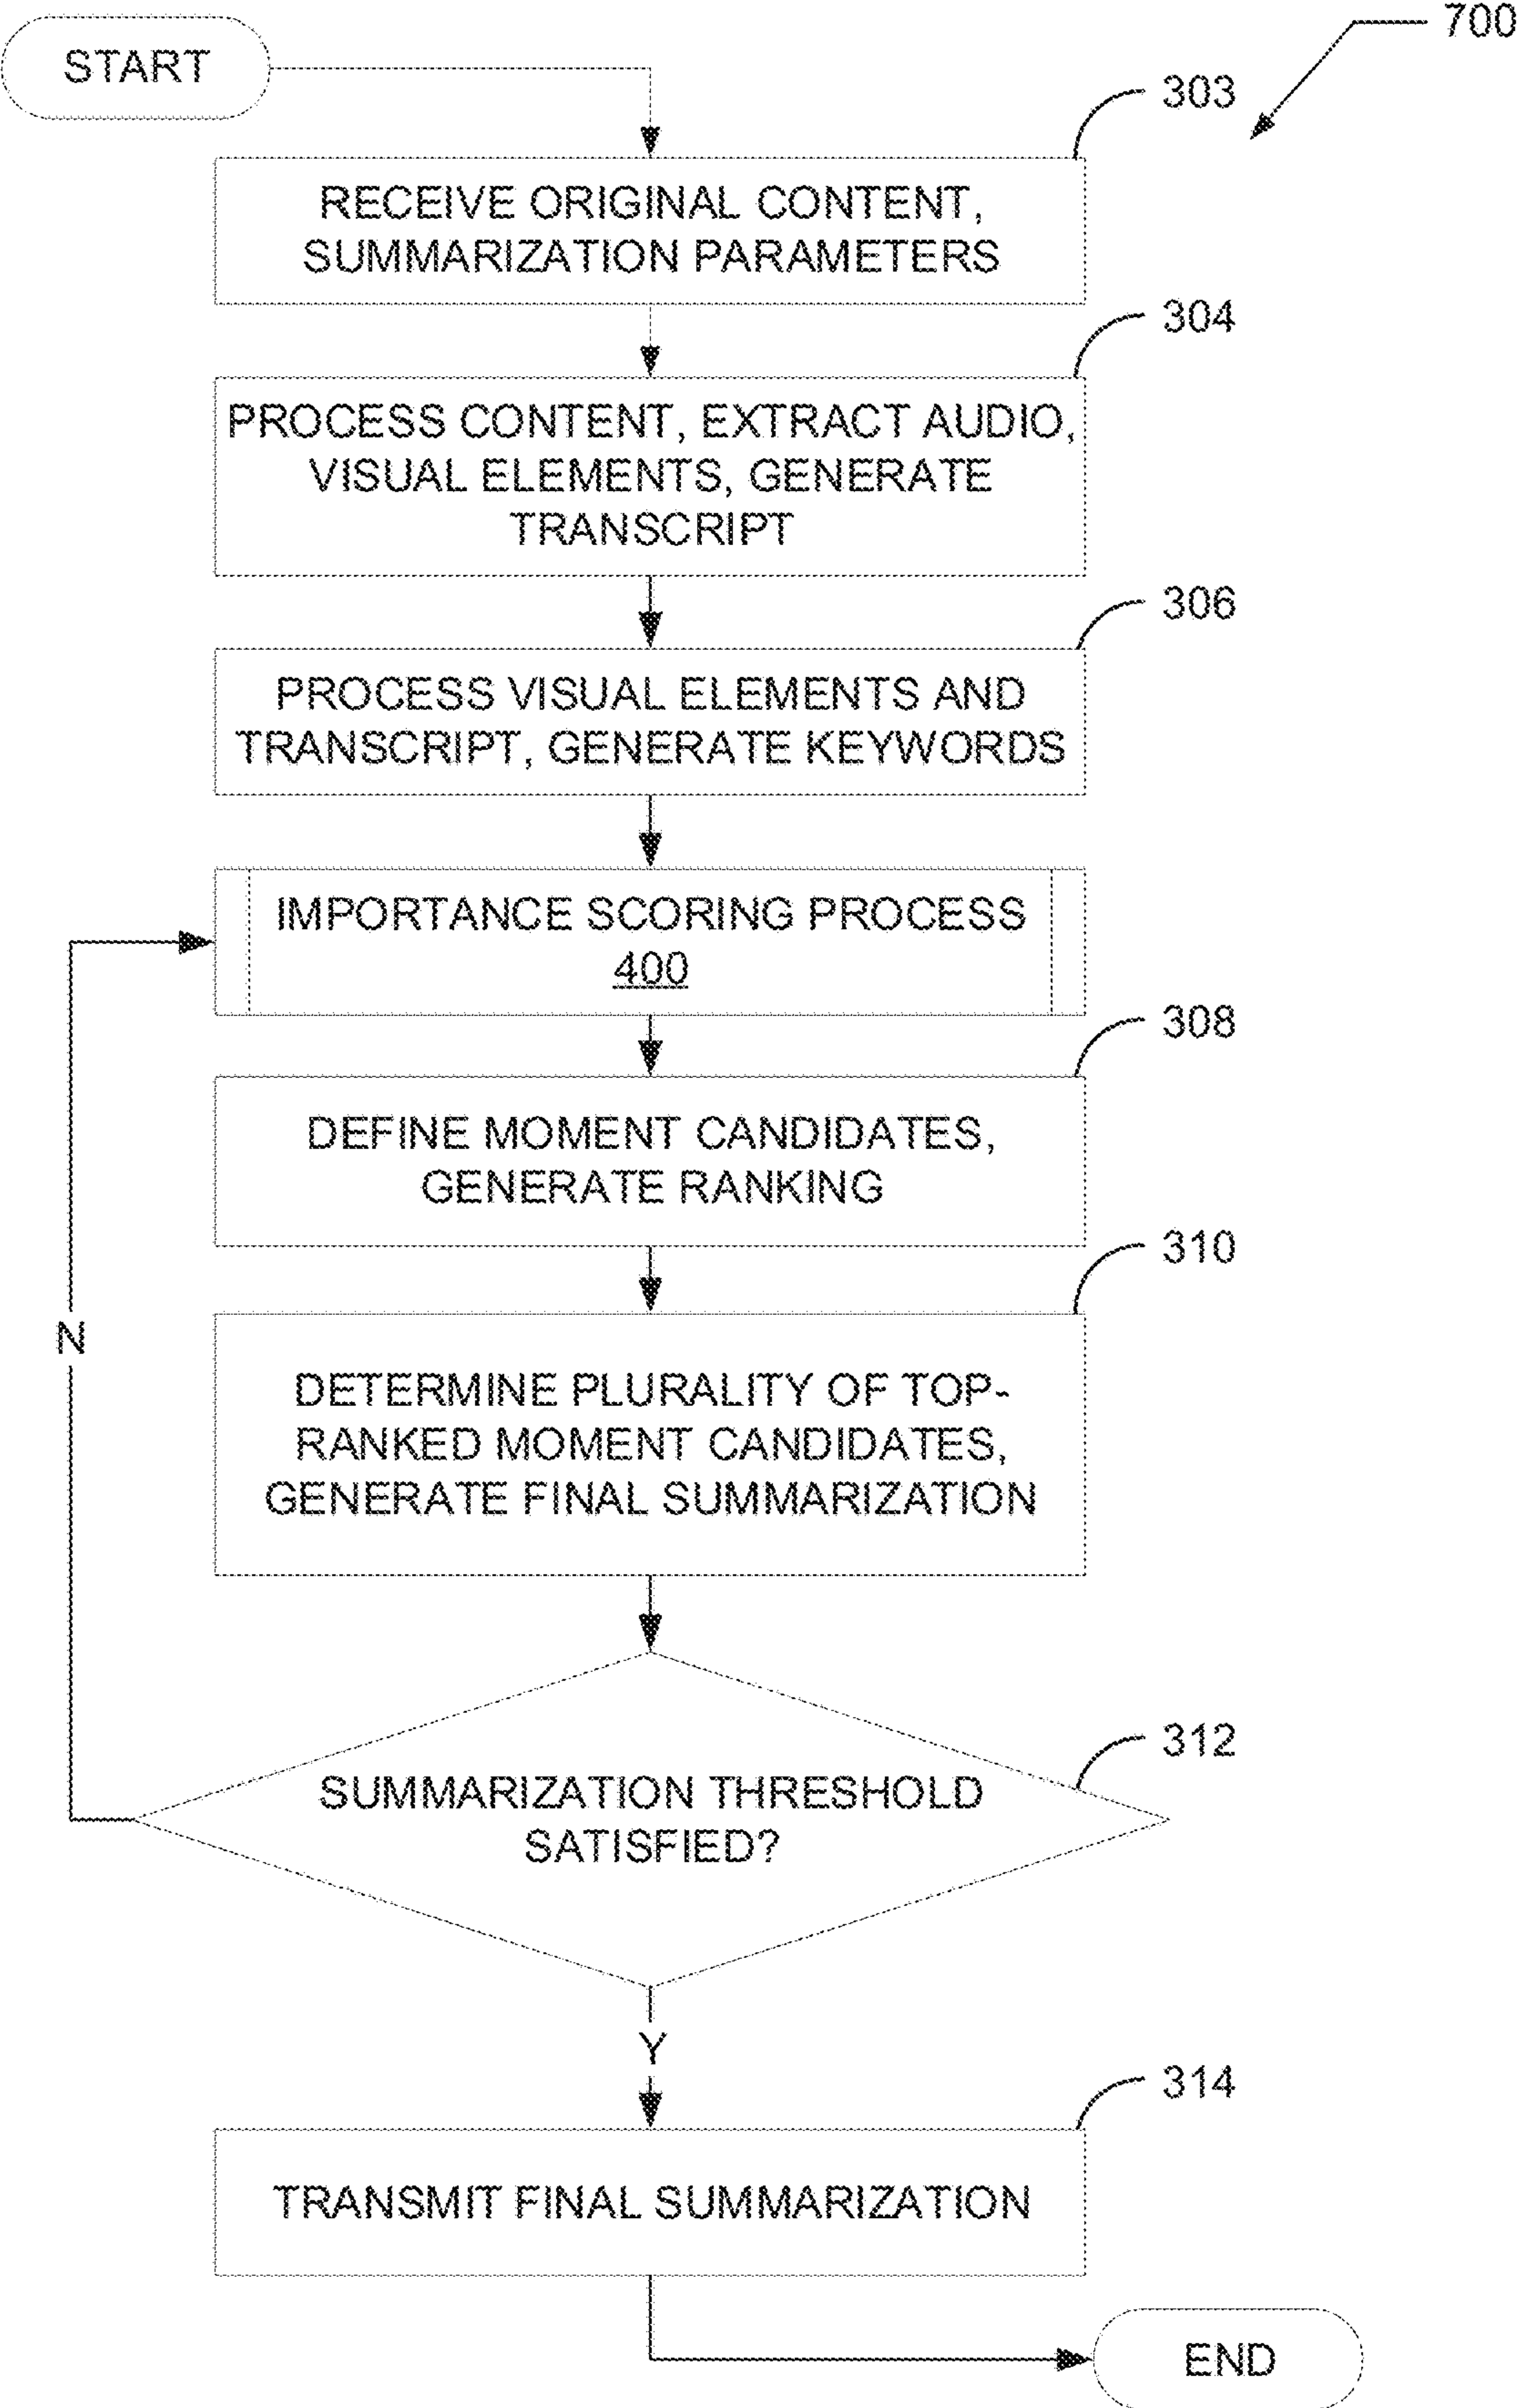 700
START
303
RECEIVE ORIGINAL CONTENT,
SUMMARIZATION PARAMETERS
304
PROCESS CONTENT, EXTRACT AUDIO,
VISUAL ELEMENTS, GENERATE
TRANSCRIPT
306
PROCESS VISUAL ELEMENTS AND
TRANSCRIPT, GENERATE KEYWORDS
IMPORTANCE SCORING PROCESS
400
308
DEFINE MOMENT CANDIDATES,
GENERATE RANKING
310
N
DETERMINE PLURALITY OF TOP-
RANKED MOMENT CANDIDATES,
GENERATE FINAL SUMMARIZATION
312
SUMMARIZATION THRESHOLD
SATISFIED?
Y
314
TRANSMIT FINAL SUMMARIZATION
END